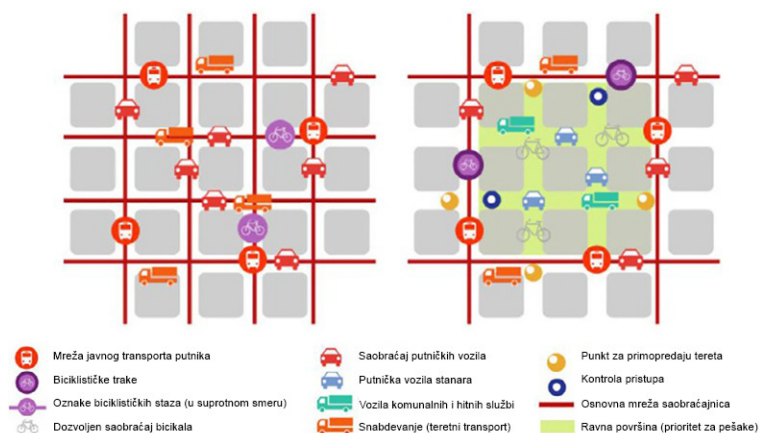 Mreža javnog transporta putnika
Biciklističke trake
Oznake biciklističkih staza (u suprotnom smeru)
Dozvoljen saobraćaj bicikala
Saobraćaj putničkih vozila
Putnička vozila stanara
Vozila komunalnih i hitnih službi
Snabdevanje (teretni transport)
Punkt za primopredaju tereta
Kontrola pristupa
Osnovna mreža saobraćajnica
Ravna površina (prioritet za pešake)